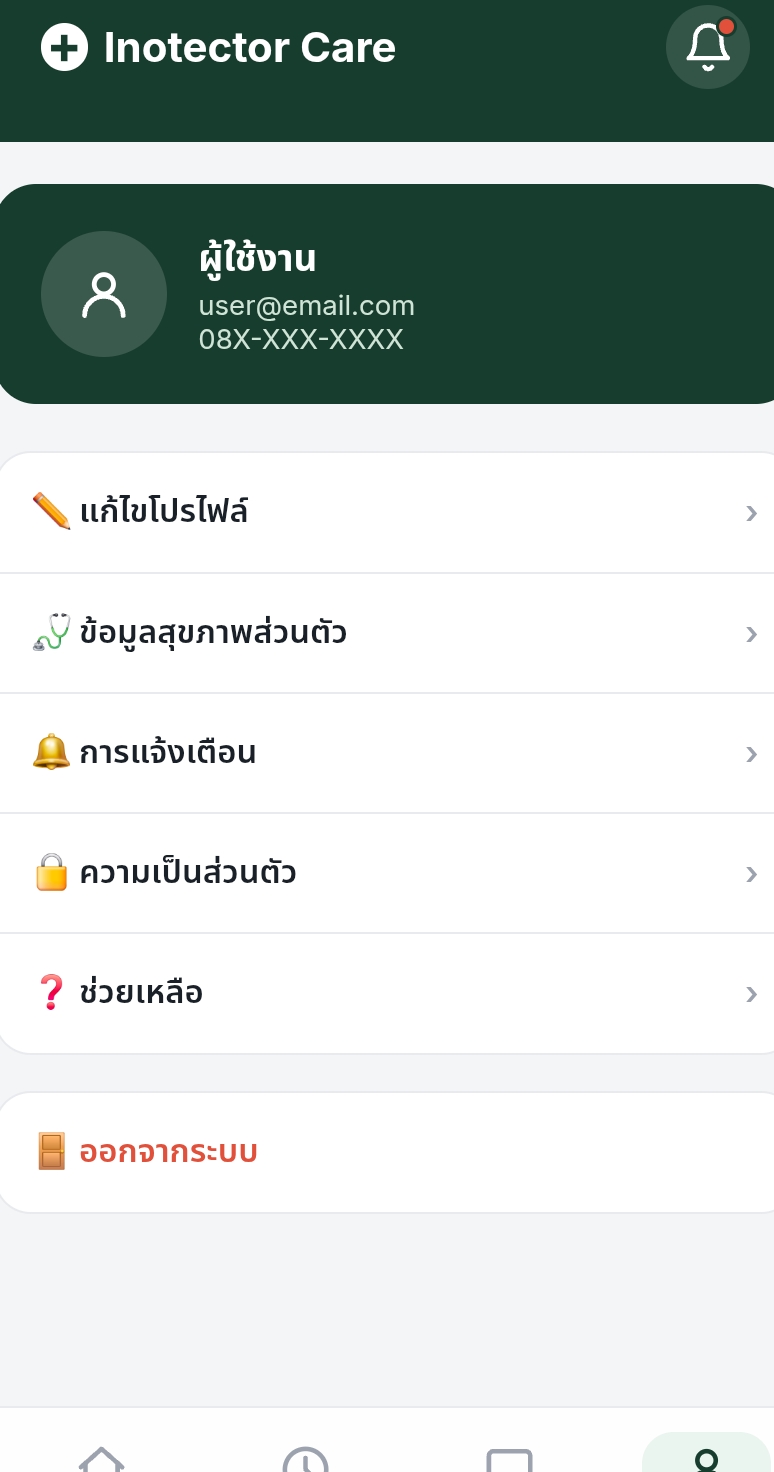 Inotector Care
ผู้ใช้งาน
user@email.com
08X-XXX-XXXX
แก้ไขโปรไฟล์
ข้อมูลสุขภาพส่วนตัว
การแจ้งเตือน
ความเป็นส่วนตัว
ช่วยเหลือ
ออกจากระบบ